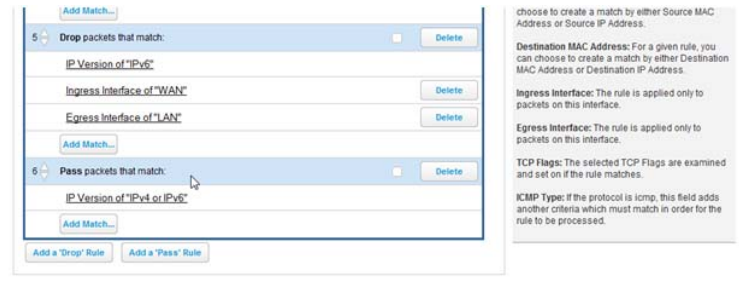 Add Match...
5 Drop packets that match: Delete
IP Version of "IPv6"
Ingress Interface of "WAN" Delete
Egress Interface of "LAN" Delete
Add Match...
6 Pass packets that match: Delete
IP Version of "IPv4 or IPv6"
Add Match...
Add a 'Drop' Rule Add a 'Pass' Rule
choose to create a match by either Source MAC
Address or Source IP Address.
Destination MAC Address: For a given rule, you
can choose to create a match by either Destination
MAC Address or Destination IP Address.
Ingress Interface: The rule is applied only to
packets on this interface.
Egress Interface: The rule is applied only to
packets on this interface.
TCP Flags: The selected TCP Flags are examined
and set on if the rule matches.
ICMP Type: If the protocol is icmp, this field adds
another criteria which must match in order for the
rule to be processed.